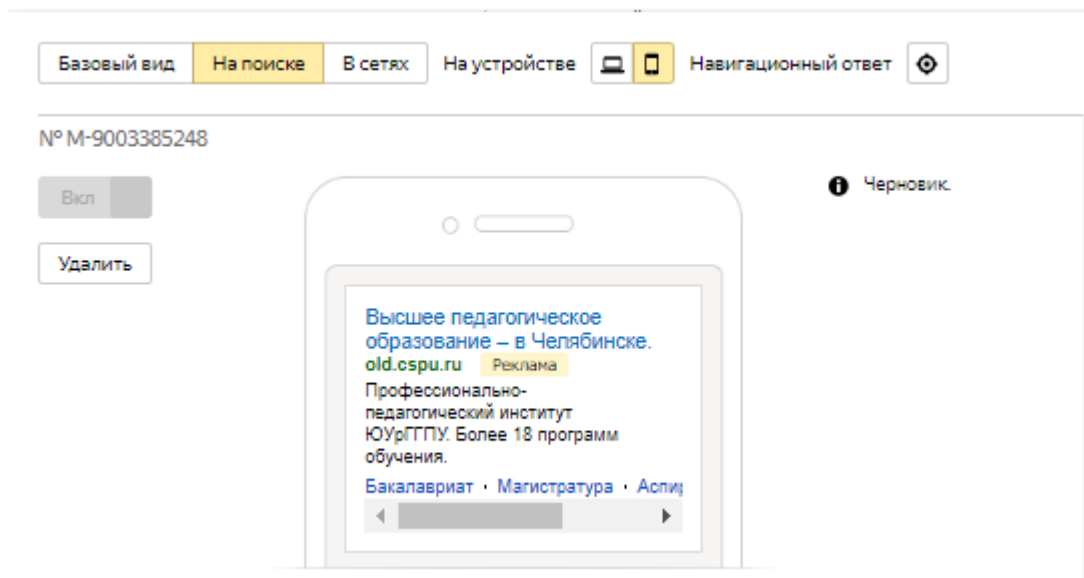 Базовый вид На поиске В сетях На устройстве Навигационный ответ
№ M-9003385248
Вкл
Черновик.
Удалить
Высшее педагогическое
образование – в Челябинске.
old.cspu.ru Реклама
Профессионально-
педагогический институт
ЮУрГГПУ. Более 18 программ
обучения.
Бакалавриат · Магистратура ·